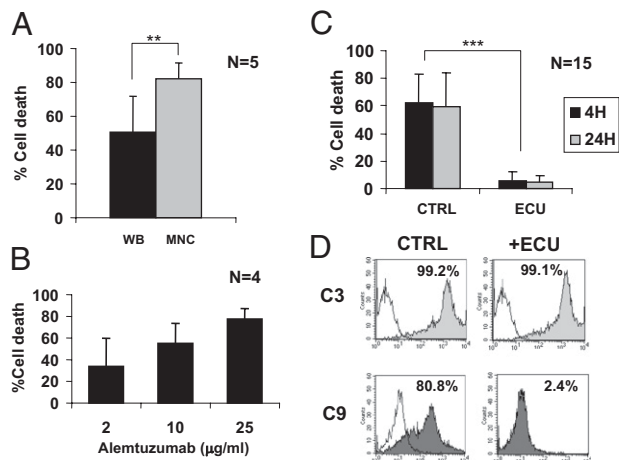 A
**
N=5
% Cell death
100
80
60
40
20
0
WB
MNC
B
N=4
%Cell death
100
80
60
40
20
0
2
10
25
Alemtuzumab (μg/ml)
C
***
N=15
% Cell death
100
80
60
40
20
0
4H
24H
CTRL
ECU
D
CTRL
+ECU
C3
99.2%
99.1%
C9
80.8%
2.4%